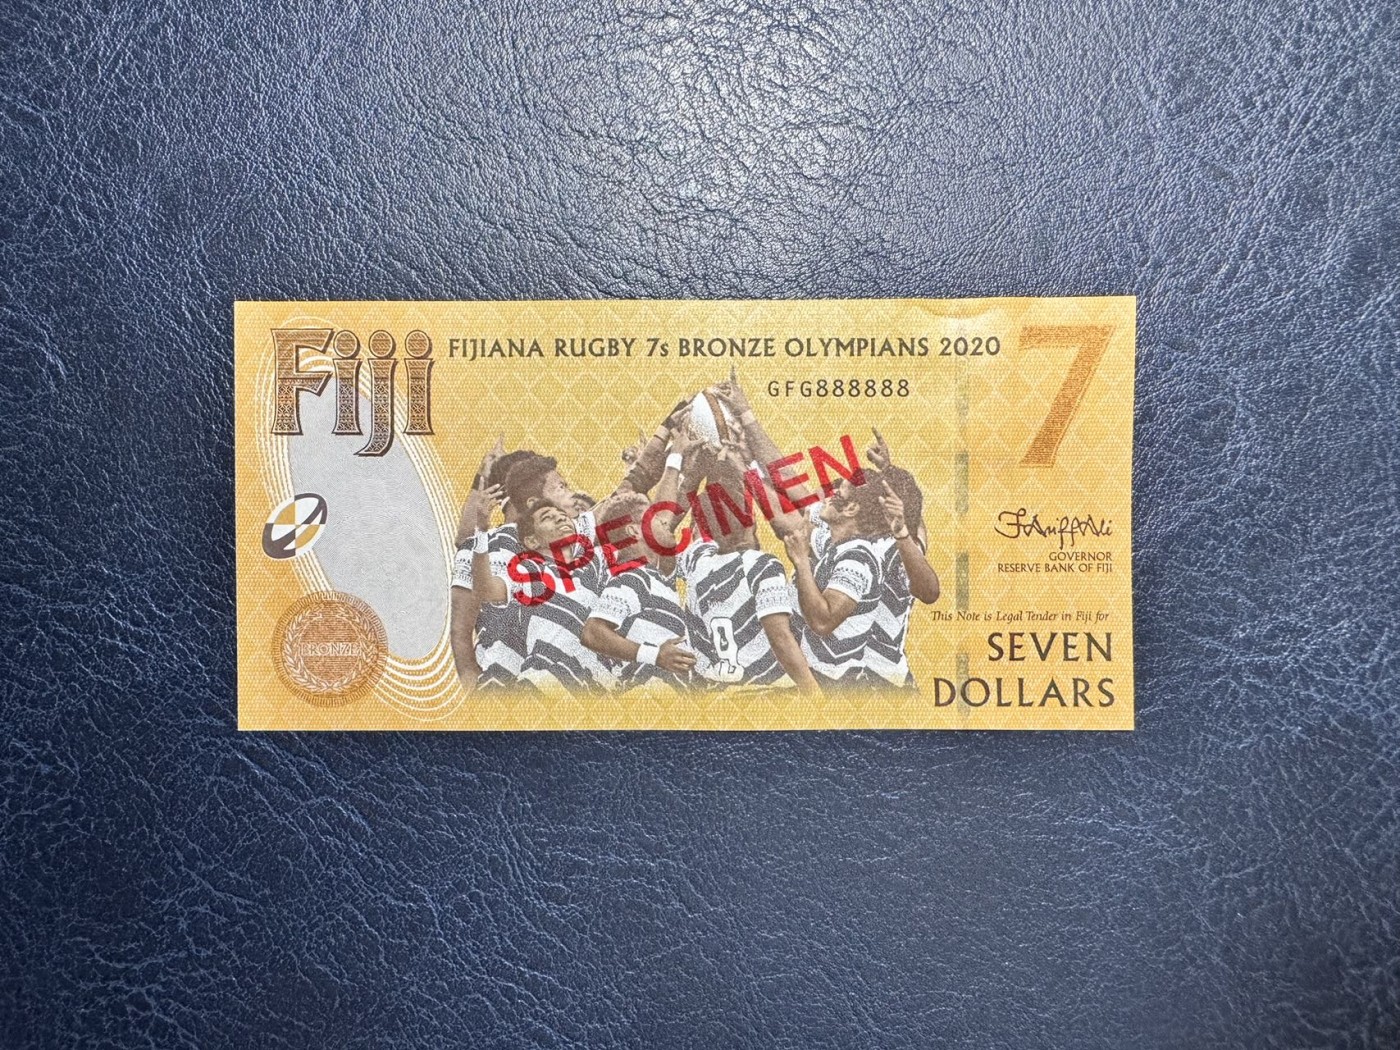 Fiji
FIJIANA RUGBY 7s BRONZE OLYMPIANS 2020
7
GFG888888
SPECIMEN
GOVERNOR
RESERVE BANK OF FIJI
This Note is Legal Tender in Fiji for
SEVEN
DOLLARS
BRONZE